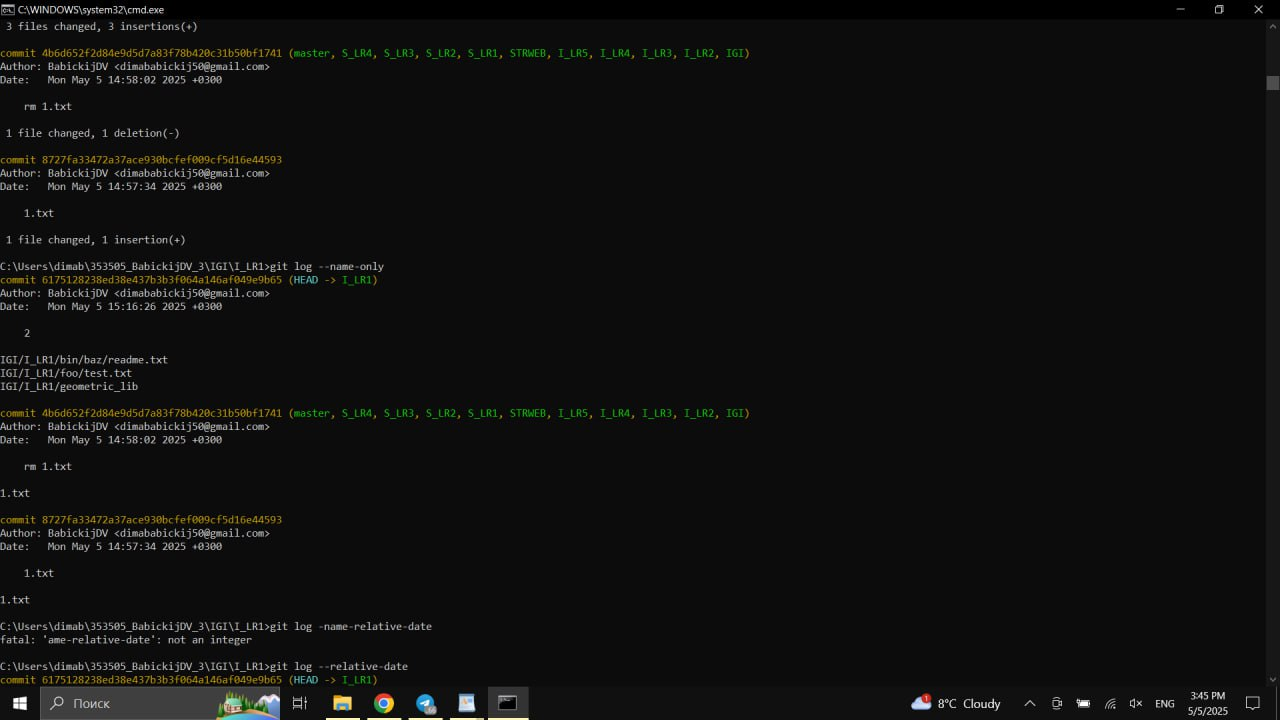 C:\WINDOWS\system32\cmd.exe
3 files changed, 3 insertions(+)
commit 4b6d652f2d84e9d5d7a83f78b420c31b50bf1741 (master, S_LR4, S_LR3, S_LR2, S_LR1, STRWEB, I_LR5, I_LR4, I_LR3, I_LR2, IGI)
Author: BabickijDV <dimababickij50@gmail.com>
Date:   Mon May 5 14:58:02 2025 +0300
rm 1.txt
1 file changed, 1 deletion(-)
commit 8727fa33472a37ace930bcfef009cf5d16e44593
Author: BabickijDV <dimababickij50@gmail.com>
Date:   Mon May 5 14:57:34 2025 +0300
1.txt
1 file changed, 1 insertion(+)
C:\Users\dimab\353505_BabickijDV_3\IGI\I_LR1>git log --name-only
commit 6175128238ed38e437b3b3f064a146af049e9b65 (HEAD -> I_LR1)
Author: BabickijDV <dimababickij50@gmail.com>
Date:   Mon May 5 15:16:26 2025 +0300
2
IGI/I_LR1/bin/baz/readme.txt
IGI/I_LR1/foo/test.txt
IGI/I_LR1/geometric_lib
commit 4b6d652f2d84e9d5d7a83f78b420c31b50bf1741 (master, S_LR4, S_LR3, S_LR2, S_LR1, STRWEB, I_LR5, I_LR4, I_LR3, I_LR2, IGI)
Author: BabickijDV <dimababickij50@gmail.com>
Date:   Mon May 5 14:58:02 2025 +0300
rm 1.txt
1.txt
commit 8727fa33472a37ace930bcfef009cf5d16e44593
Author: BabickijDV <dimababickij50@gmail.com>
Date:   Mon May 5 14:57:34 2025 +0300
1.txt
1.txt
C:\Users\dimab\353505_BabickijDV_3\IGI\I_LR1>git log -name-relative-date
fatal: 'ame-relative-date': not an integer
C:\Users\dimab\353505_BabickijDV_3\IGI\I_LR1>git log --relative-date
commit 6175128238ed38e437b3b3f064a146af049e9b65 (HEAD -> I_LR1)
Поиск
1
8°C Cloudy
ENG
3:45 PM
5/5/2025